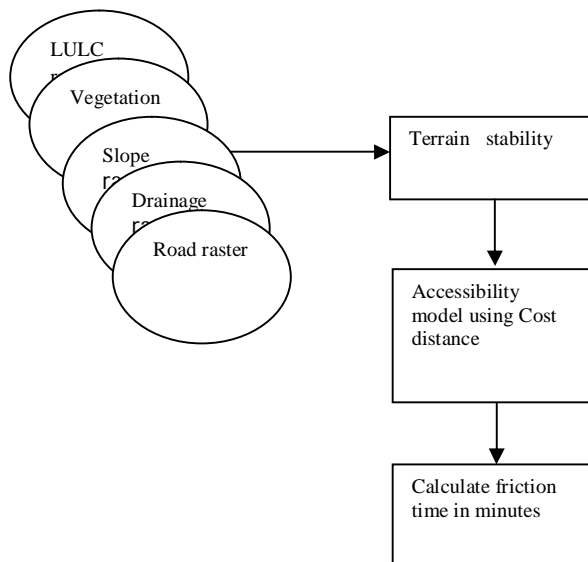 LULC
Vegetation
Slope
Drainage
Road raster
Terrain stability
Accessibility
model using Cost
distance
Calculate friction
time in minutes